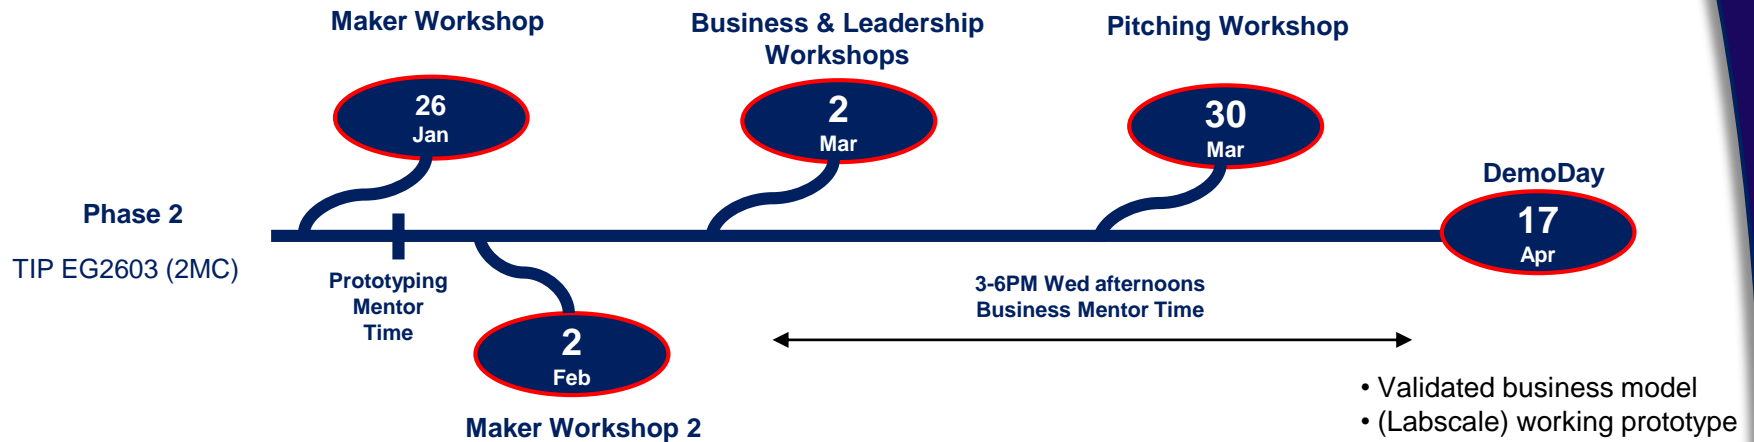 Maker Workshop
26
Jan
Business & Leadership
Workshops
2
Mar
Pitching Workshop
30
Mar
DemoDay
17
Apr
Phase 2
TIP EG2603 (2MC)
Prototyping
Mentor
Time
2
Feb
Maker Workshop 2
3-6PM Wed afternoons
Business Mentor Time
• Validated business model
• (Labscale) working prototype